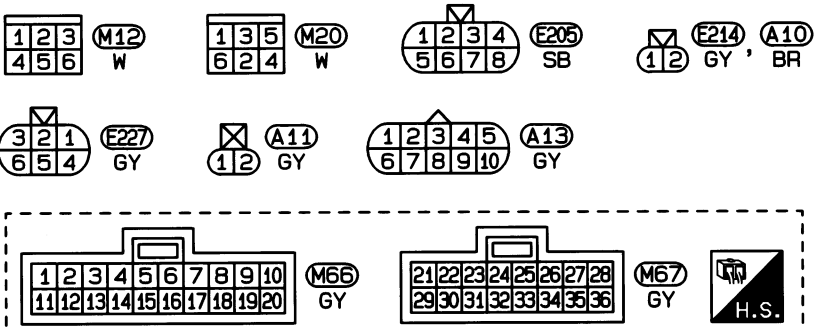 1 2 3 M12 1 3 5 M20 1 2 3 4 E205 E214 , A10
4 5 6 W 6 2 4 W 5 6 7 8 SB 1 2 GY BR
3 2 1 E227 A11 1 2 3 4 5 A13
6 5 4 GY 1 2 GY 6 7 8 9 10 GY
1 2 3 4 5 6 7 8 9 10 M66 21 22 23 24 25 26 27 28 M67
11 12 13 14 15 16 17 18 19 20 GY 29 30 31 32 33 34 35 36 GY H.S.